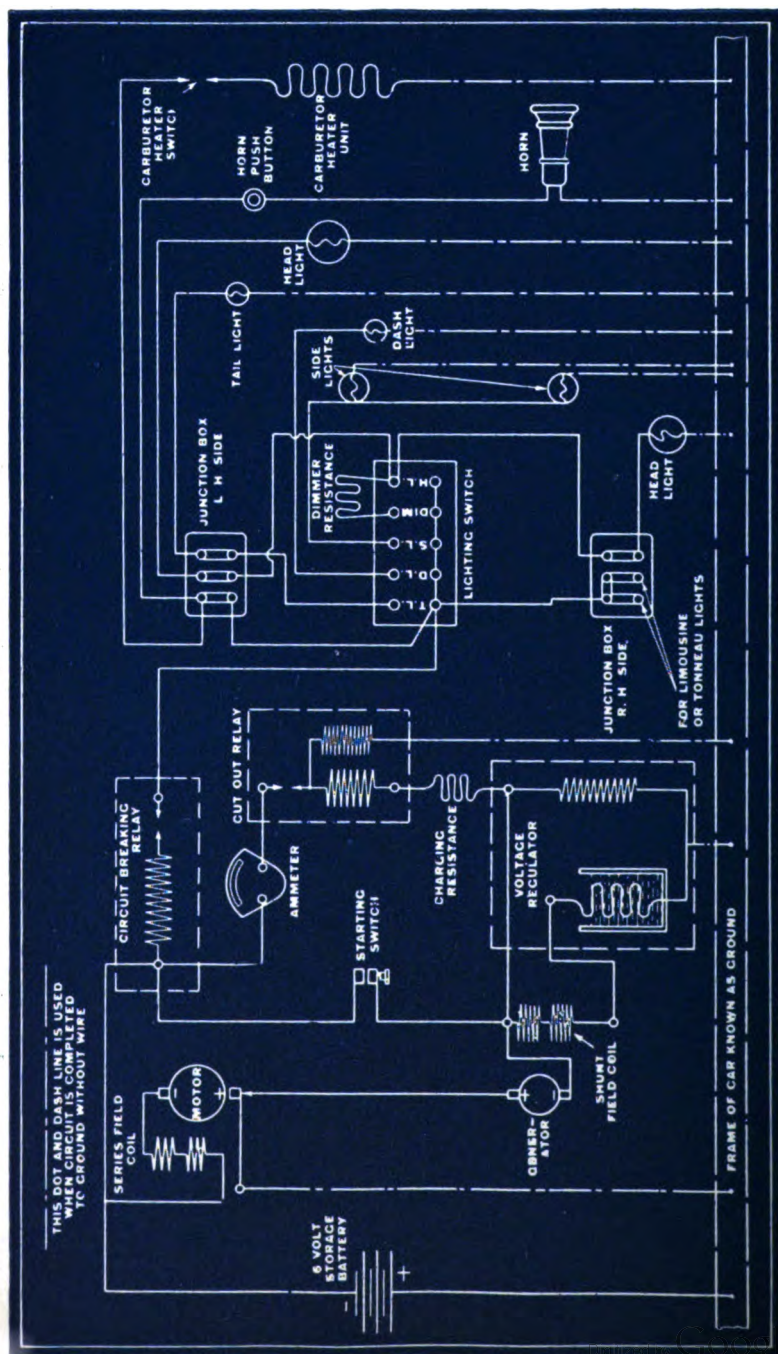 THIS DOT AND DASH LINE IS USED
WHEN CIRCUIT IS COMPLETED
TO GROUND WITHOUT WIRE
6 VOLT
STORAGE
BATTERY
-
+
SERIES FIELD
COIL
MOTOR
-
+
GENER-
ATOR
+
-
SHUNT
FIELD COIL
STARTING
SWITCH
CIRCUIT BREAKING
RELAY
AMMETER
CUT OUT RELAY
CHARGING
RESISTANCE
VOLTAGE
REGULATOR
JUNCTION BOX
L H SIDE
DIMMER
RESISTANCE
T.L.
D.L.
S.L.
DIM
H.L.
LIGHTING SWITCH
JUNCTION BOX
R. H SIDE.
FOR LIMOUSINE
OR TONNEAU LIGHTS
SIDE
LIGHTS
DASH
LIGHT
TAIL LIGHT
HEAD
LIGHT
HEAD
LIGHT
CARBURETOR
HEATER
SWITCH
HORN
PUSH
BUTTON
CARBURETOR
HEATER
UNIT
HORN
FRAME OF CAR KNOWN AS GROUND